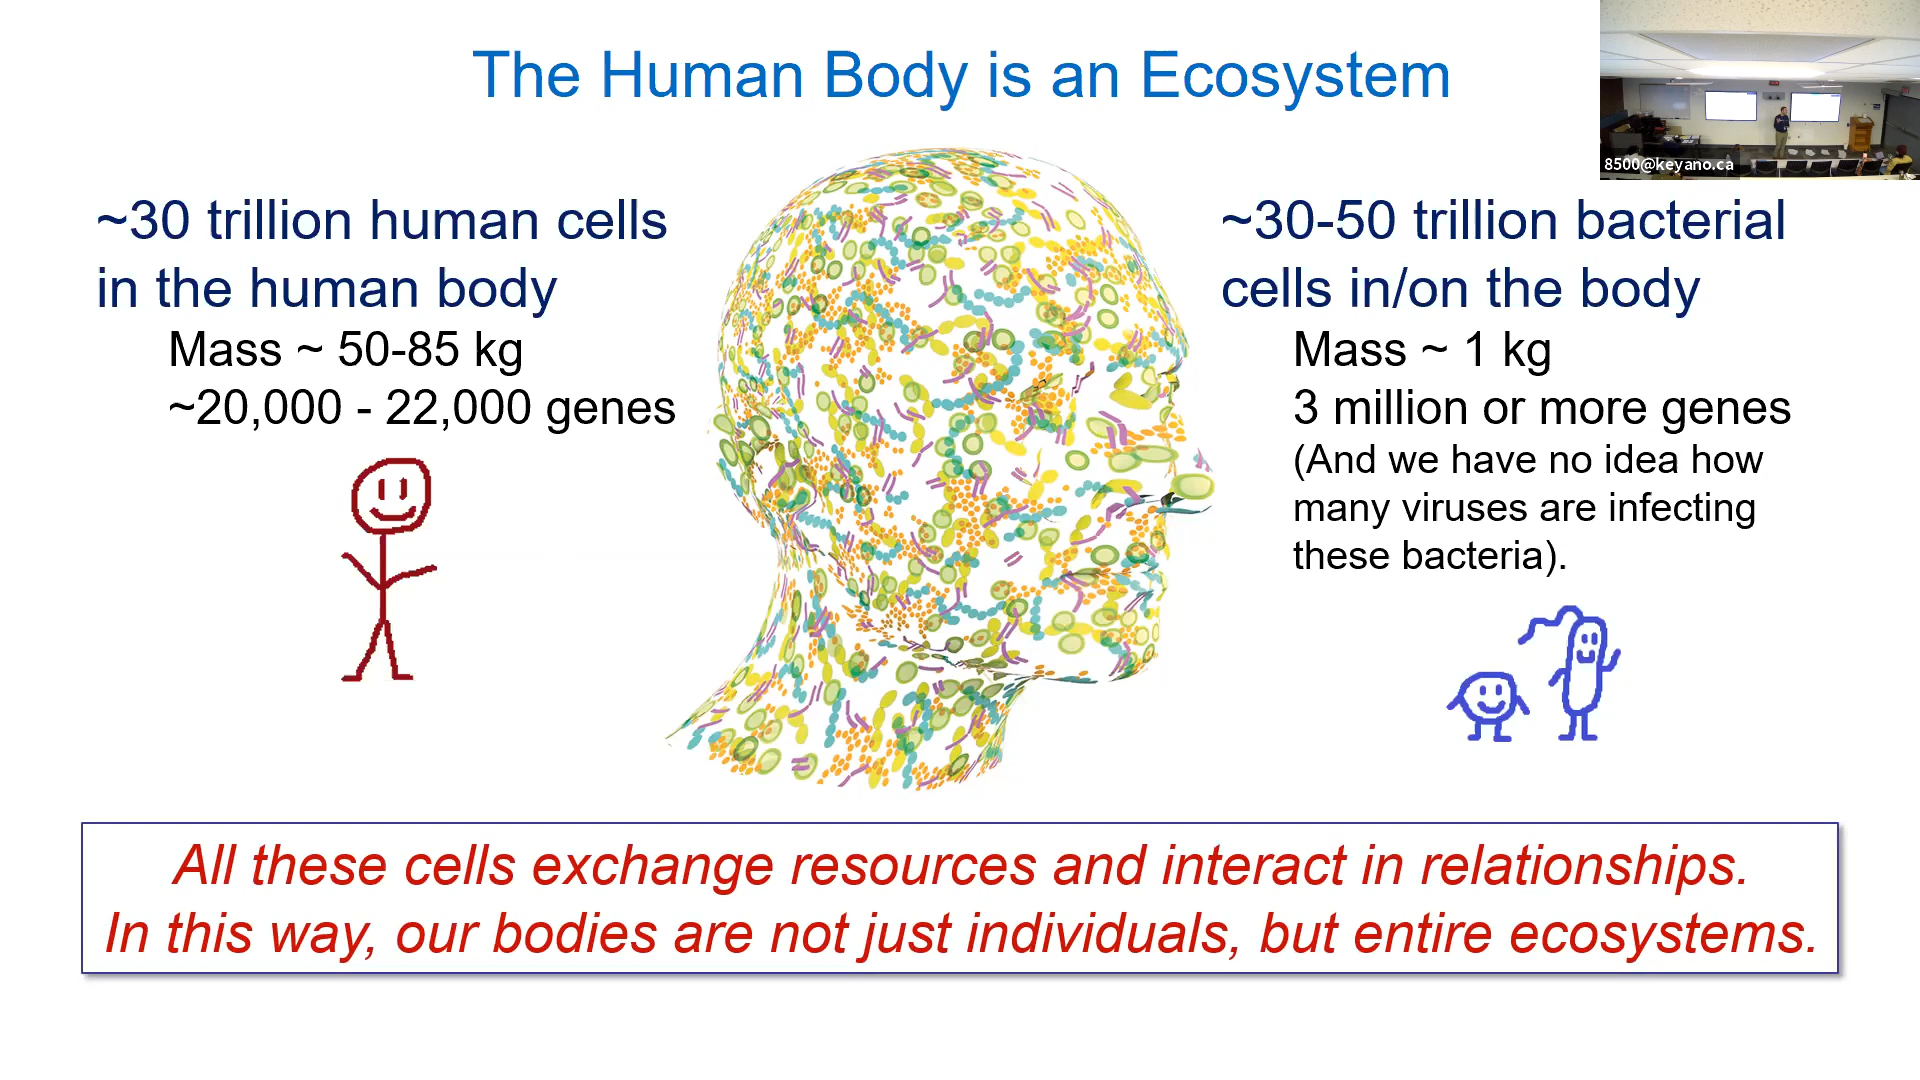 The Human Body is an Ecosystem
8500@keyano.ca
~30 trillion human cells
in the human body
Mass ~ 50-85 kg
~20,000 - 22,000 genes
~30-50 trillion bacterial
cells in/on the body
Mass ~ 1 kg
3 million or more genes
(And we have no idea how
many viruses are infecting
these bacteria).
All these cells exchange resources and interact in relationships.
In this way, our bodies are not just individuals, but entire ecosystems.